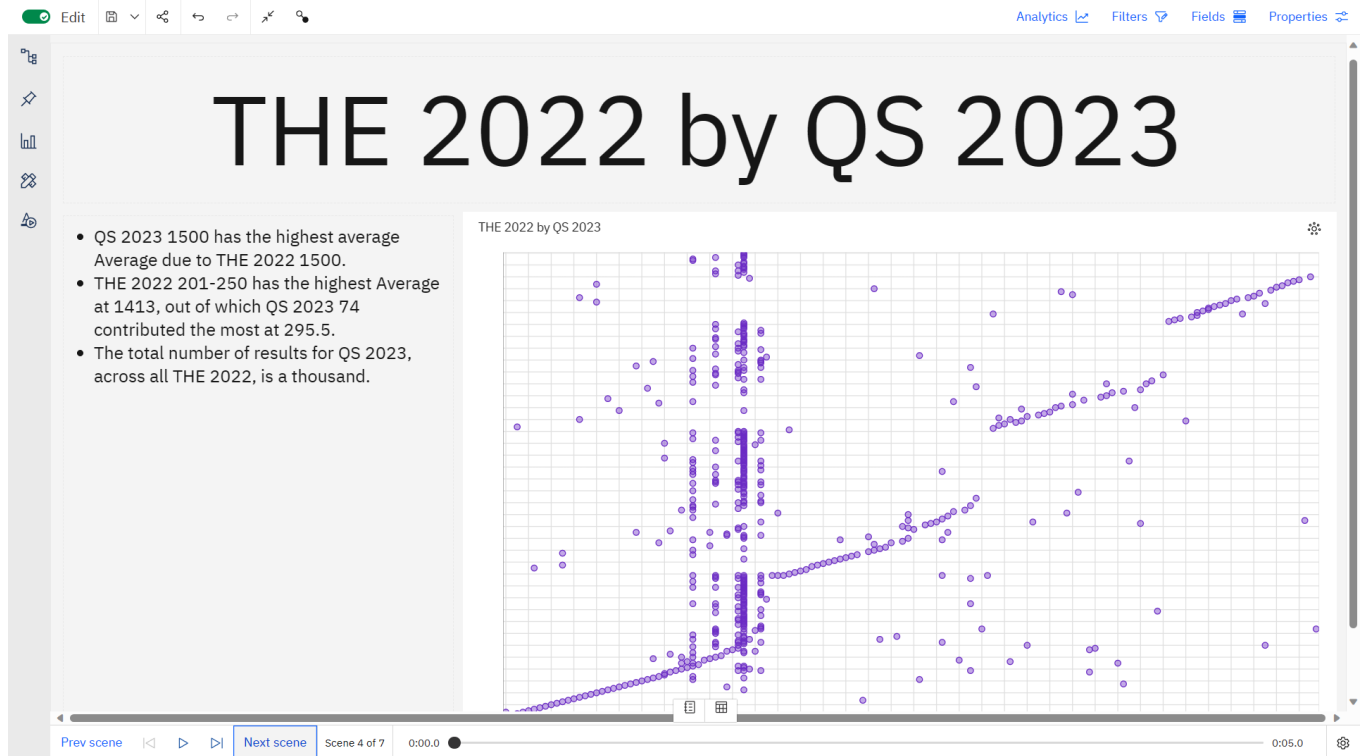 Edit
Analytics
Filters
Fields
Properties
THE 2022 by QS 2023
• QS 2023 1500 has the highest average
Average due to THE 2022 1500.
• THE 2022 201-250 has the highest Average
at 1413, out of which QS 2023 74
contributed the most at 295.5.
• The total number of results for QS 2023,
across all THE 2022, is a thousand.
THE 2022 by QS 2023
Prev scene
Next scene
Scene 4 of 7
0:00.0
0:05.0